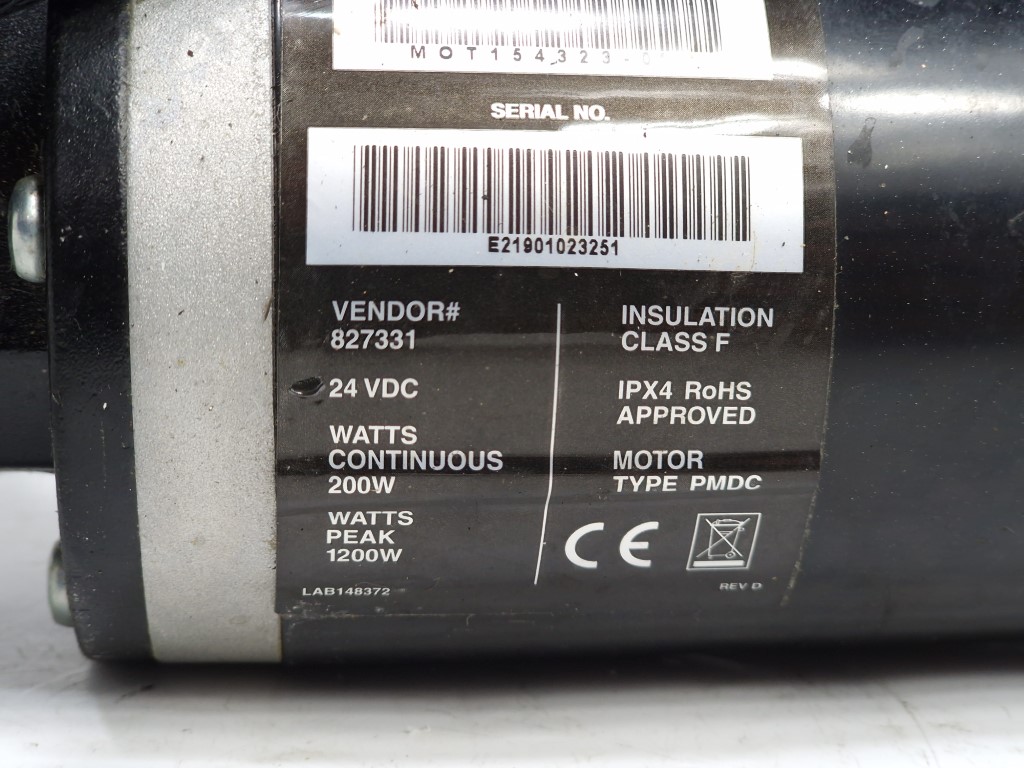 MOT154323-0
SERIAL NO.
E21901023251
VENDOR#
827331
24 VDC
WATTS
CONTINUOUS
200W
WATTS
PEAK
1200W
LAB148372
INSULATION
CLASS F
IPX4 RoHS
APPROVED
MOTOR
TYPE PMDC
CE
REV D